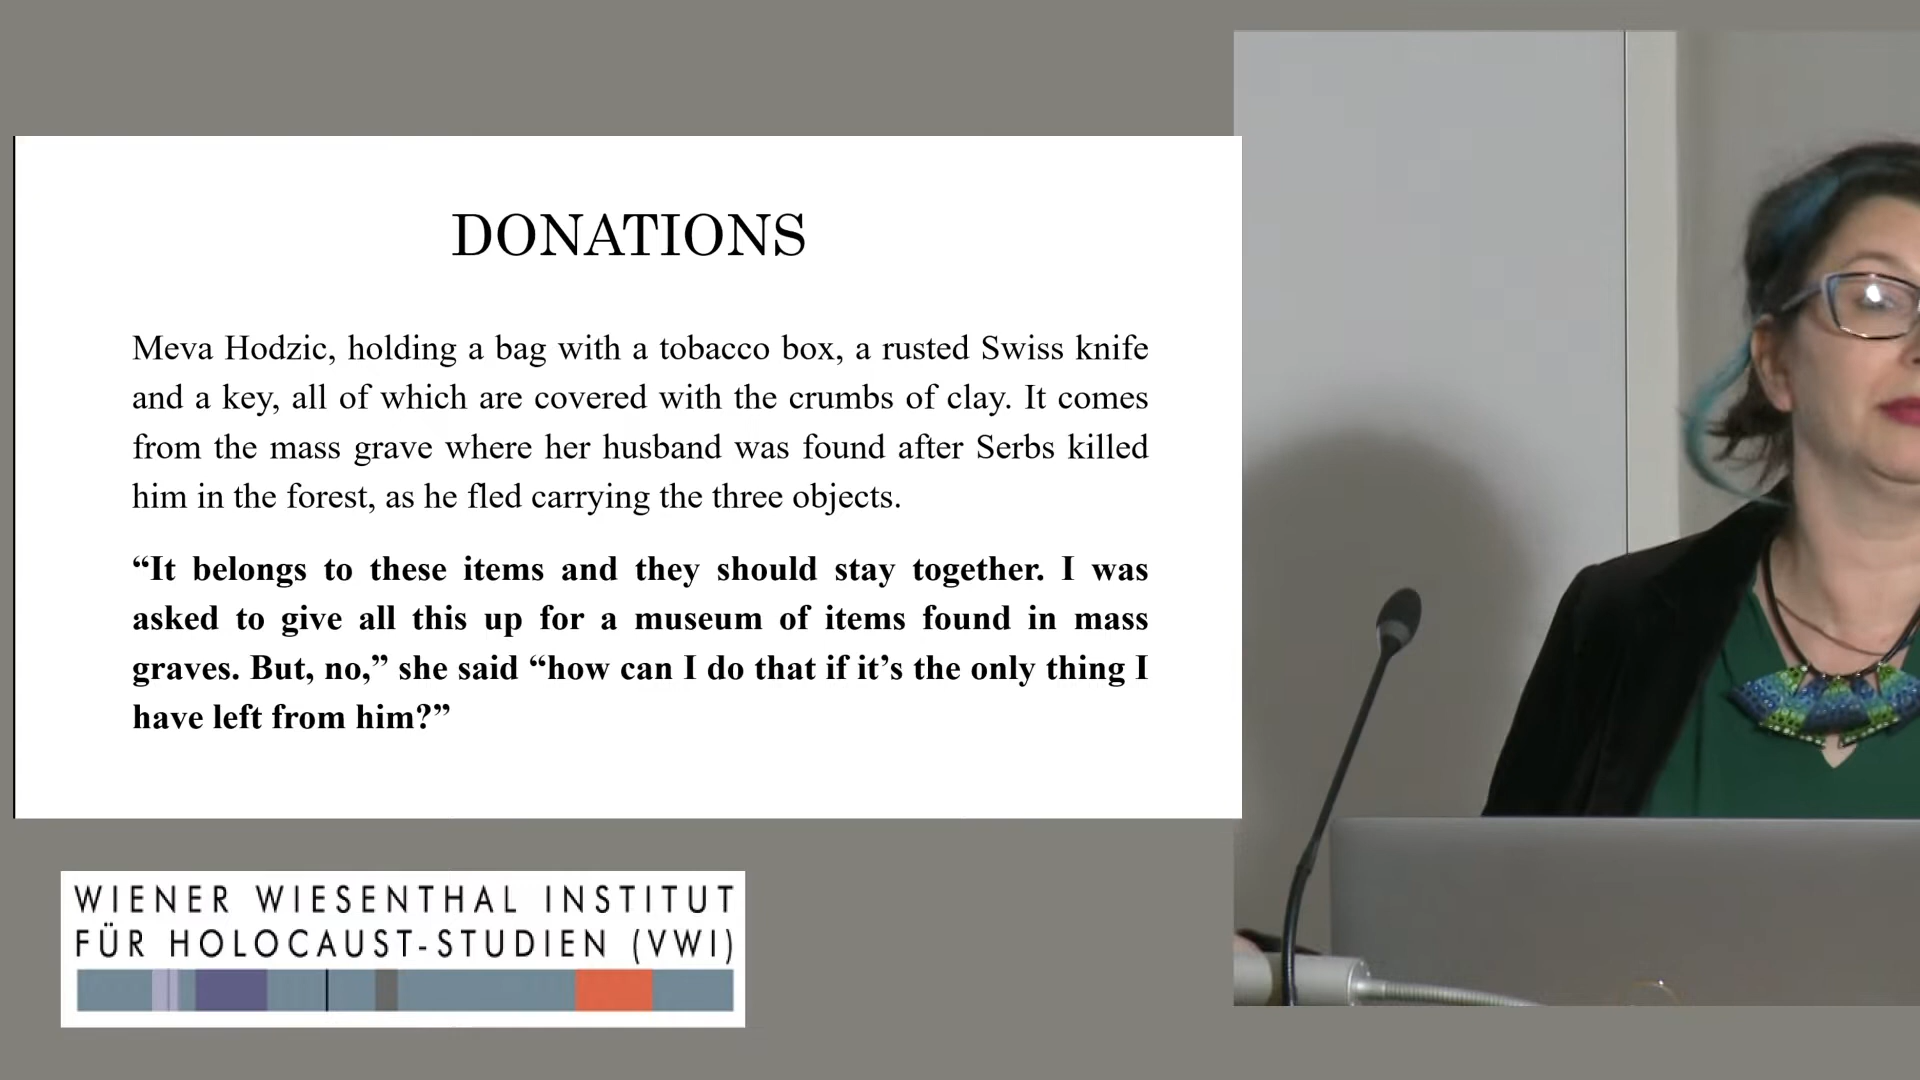 DONATIONS
Meva Hodzic, holding a bag with a tobacco box, a rusted Swiss knife
and a key, all of which are covered with the crumbs of clay. It comes
from the mass grave where her husband was found after Serbs killed
him in the forest, as he fled carrying the three objects.
“It belongs to these items and they should stay together. I was
asked to give all this up for a museum of items found in mass
graves. But, no,” she said “how can I do that if it’s the only thing I
have left from him?”
WIENER WIESENTHAL INSTITUT
FÜR HOLOCAUST-STUDIEN (VWI)